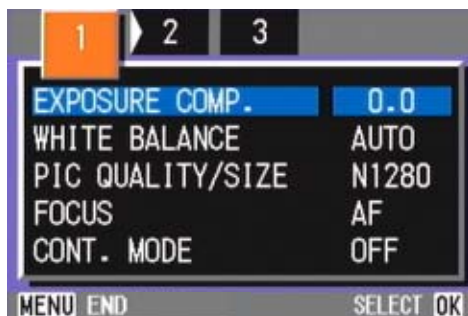 1 2 3
EXPOSURE COMP. 0.0
WHITE BALANCE AUTO
PIC QUALITY/SIZE N1280
FOCUS AF
CONT. MODE OFF
MENU END SELECT OK